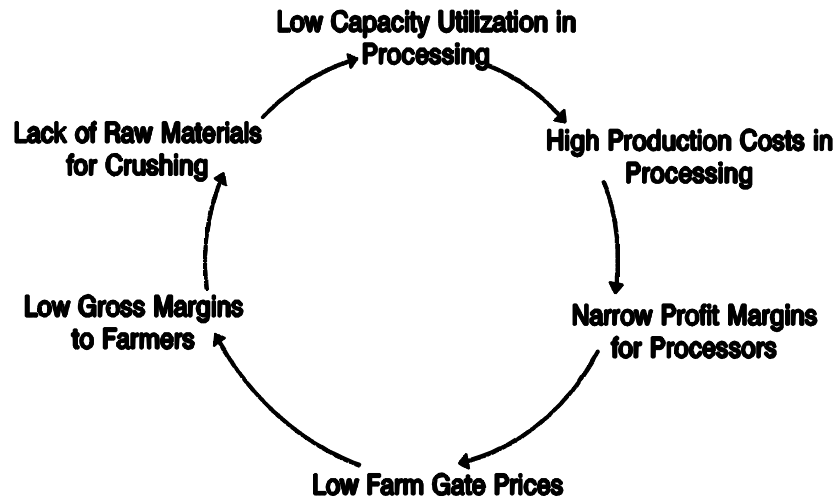 Low Capacity Utilization in
Processing
High Production Costs in
Processing
Narrow Profit Margins
for Processors
Low Farm Gate Prices
Low Gross Margins
to Farmers
Lack of Raw Materials
for Crushing